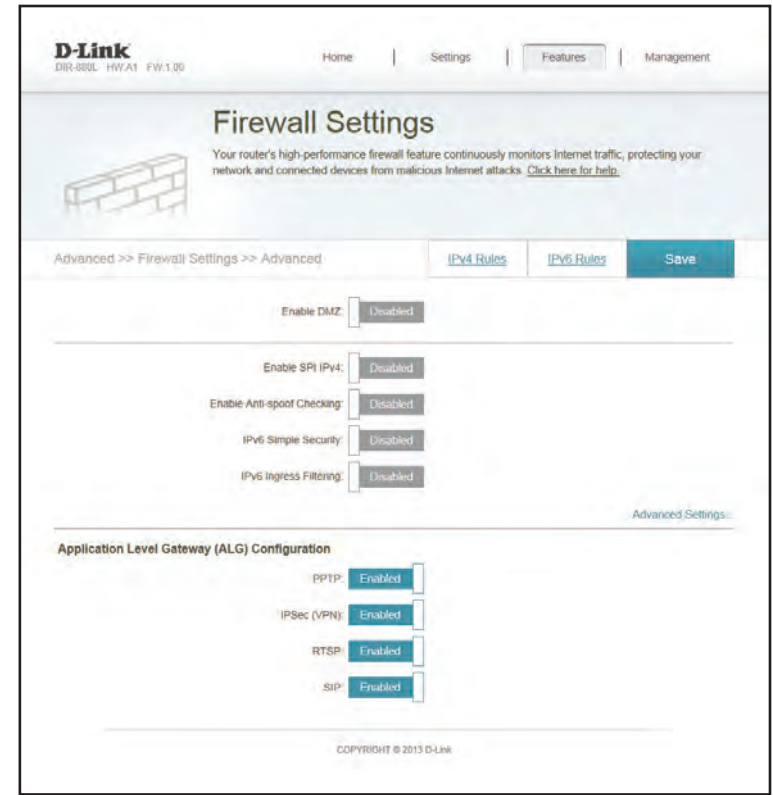 D-Link
DIR-880L HW:A1 FW:1.00
Home | Settings | Features | Management
Firewall Settings
Your router's high-performance firewall feature continuously monitors Internet traffic, protecting your
network and connected devices from malicious Internet attacks. Click here for help.
Advanced >> Firewall Settings >> Advanced
IPv4 Rules
IPv6 Rules
Save
Enable DMZ: Disabled
Enable SPI IPv4: Disabled
Enable Anti-spoof Checking: Disabled
IPv6 Simple Security: Disabled
IPv6 Ingress Filtering: Disabled
Advanced Settings...
Application Level Gateway (ALG) Configuration
PPTP: Enabled
IPSec (VPN): Enabled
RTSP: Enabled
SIP: Enabled
COPYRIGHT © 2013 D-Link